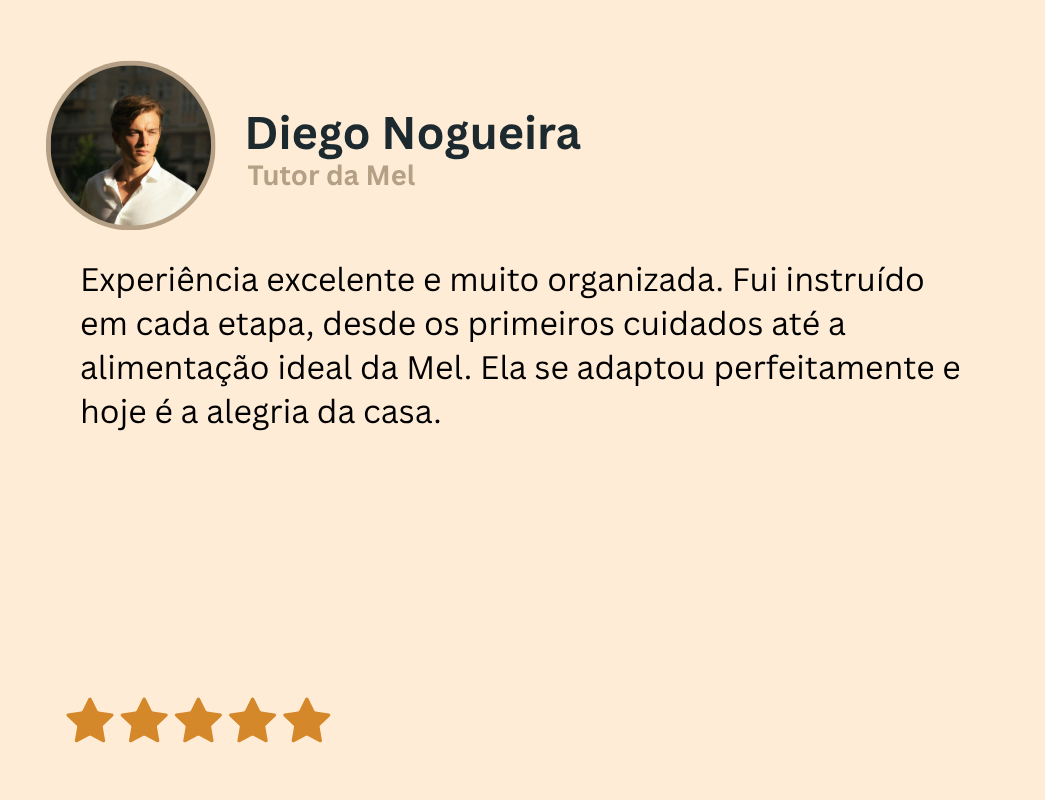 Diego Nogueira
Tutor da Mel
Experiência excelente e muito organizada. Fui instruído
em cada etapa, desde os primeiros cuidados até a
alimentação ideal da Mel. Ela se adaptou perfeitamente e
hoje é a alegria da casa.